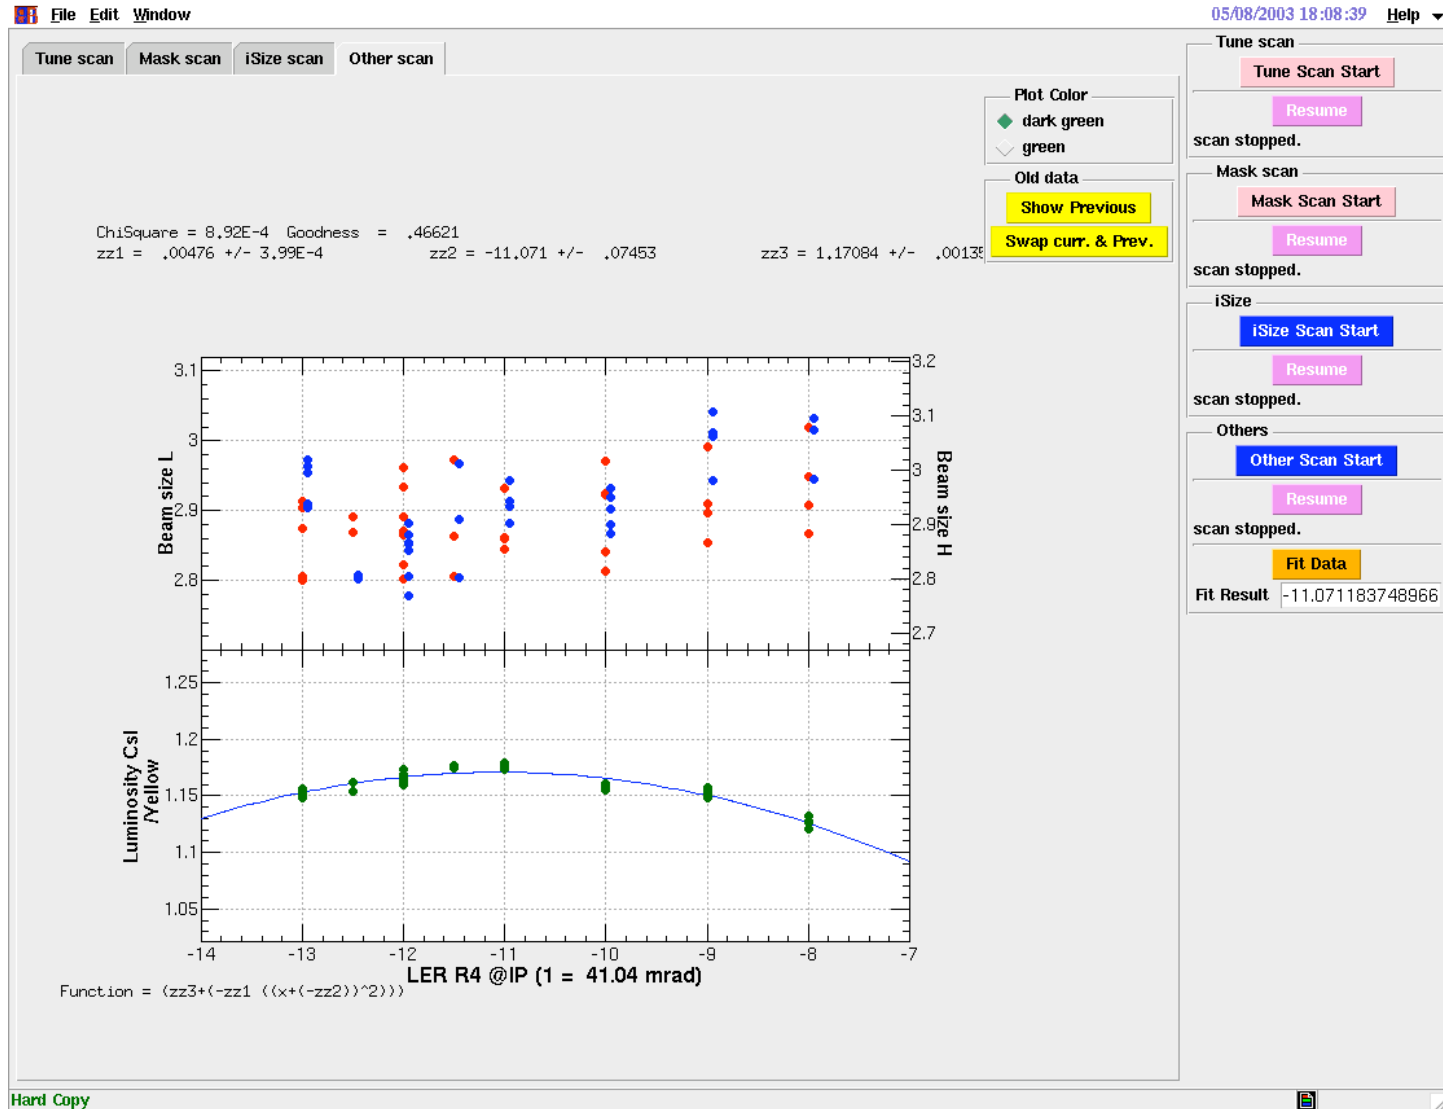 File Edit Window 05/08/2003 18:08:39 Help
Tune scan Mask scan iSize scan Other scan
Plot Color
dark green
green
Old data
Show Previous
Swap curr. & Prev.
ChiSquare = 8.92E-4 Goodness = .46621
zz1 = .00476 +/- 3.99E-4 zz2 = -11.071 +/- .07453 zz3 = 1.17084 +/- .00135
3.1
3
2.9
2.8
Beam size L
3.2
3.1
3
2.9
2.8
2.7
Beam size H
1.25
1.2
1.15
1.1
1.05
Luminosity CsI
/Yellow
-14 -13 -12 -11 -10 -9 -8 -7
LER R4 @IP (1 = 41.04 mrad)
Function = (zz3+(-zz1 ((x+(-zz2))^2)))
Tune scan
Tune Scan Start
Resume
scan stopped.
Mask scan
Mask Scan Start
Resume
scan stopped.
iSize
iSize Scan Start
Resume
scan stopped.
Others
Other Scan Start
Resume
scan stopped.
Fit Data
Fit Result -11.071183748966
Hard Copy